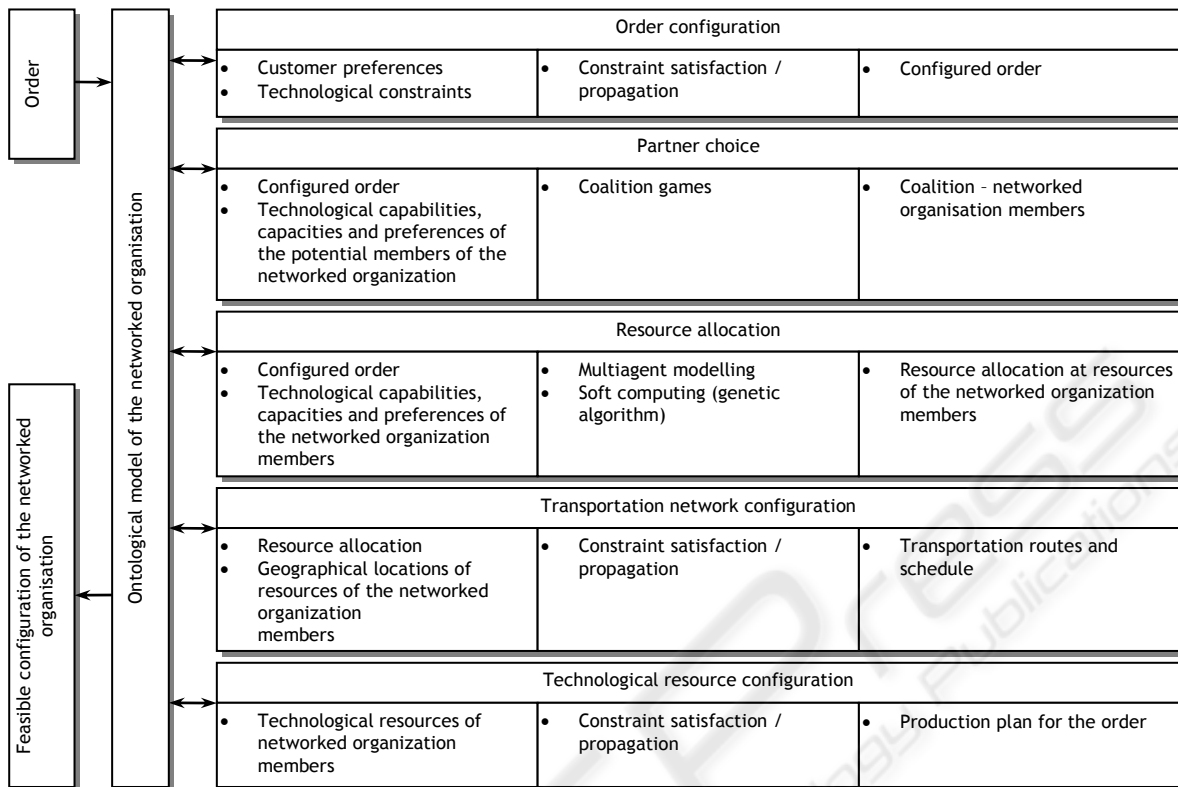 Order
Ontological model of the networked organisation
Feasible configuration of the networked
organisation
Order configuration
• Customer preferences
• Technological constraints
• Constraint satisfaction /
propagation
• Configured order
Partner choice
• Configured order
• Technological capabilities,
capacities and preferences of
the potential members of the
networked organization
• Coalition games
• Coalition – networked
organisation members
Resource allocation
• Configured order
• Technological capabilities,
capacities and preferences of
the networked organization
members
• Multiagent modelling
• Soft computing (genetic
algorithm)
• Resource allocation at resources
of the networked organization
members
Transportation network configuration
• Resource allocation
• Geographical locations of
resources of the networked
organization
members
• Constraint satisfaction /
propagation
• Transportation routes and
schedule
Technological resource configuration
• Technological resources of
networked organization
members
• Constraint satisfaction /
propagation
• Production plan for the order
Press
Publications